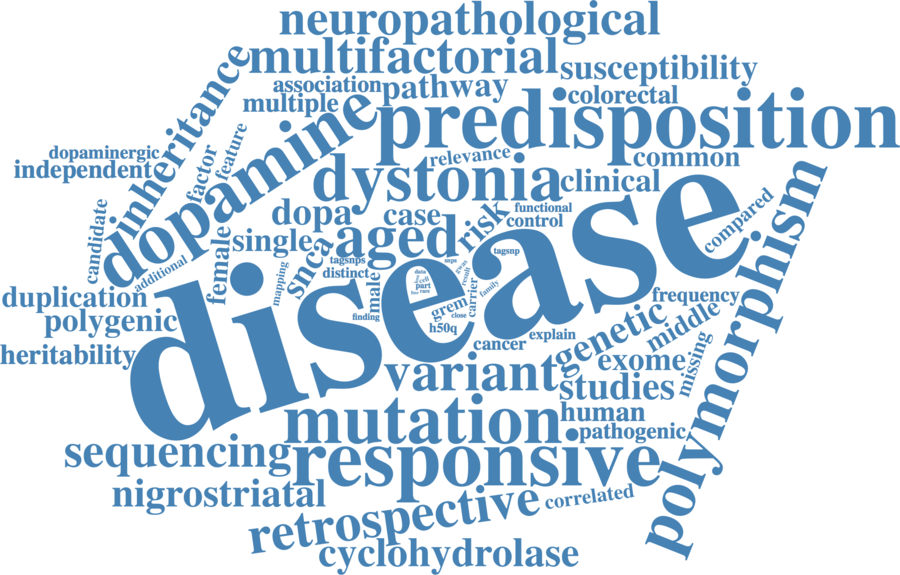 neuropathological
multifactorial
susceptibility
association
pathway
multiple
colorectal
predisposition
inheritance
dopamine
dopaminergic
independent
factor
feature
relevance
common
dystonia
clinical
dopa
case
risk
functional
control
compared
polymorphism
candidate
additional
female
single
snca
aged
tagsnp
tagsnps
distinct
mapping
male
finding
disease
snps
gwas
result
data
cell
part
rare
carrier
family
grem
close
h50q
duplication
polygenic
heritability
frequency
middle
genetic
explain
cancer
exome
missing
variant
studies
human
mutation
pathogenic
sequencing
responsive
nigrostriatal
retrospective
correlated
cyclohydrolase